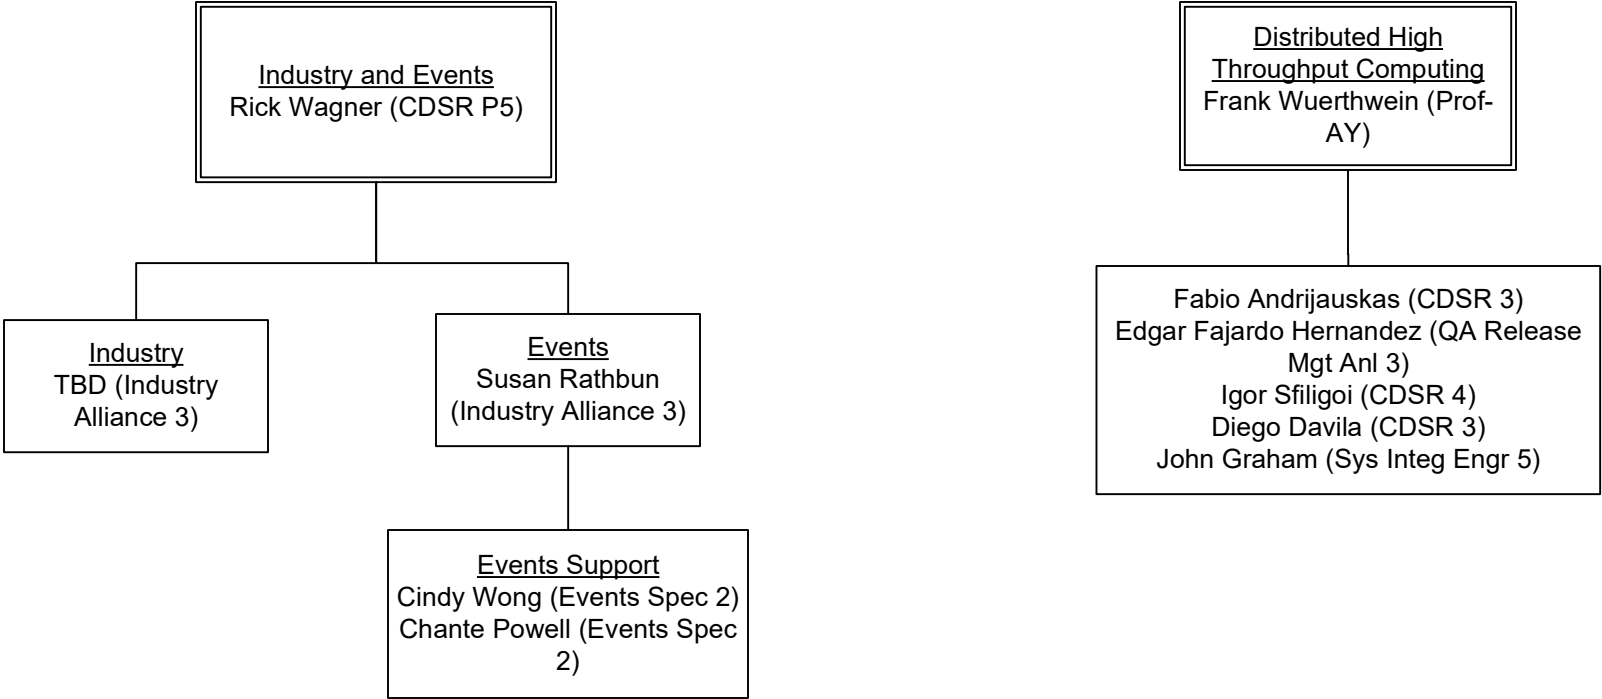 Industry and Events
Rick Wagner (CDSR P5)
Distributed High
Throughput Computing
Frank Wuerthwein (Prof-
AY)
Industry
TBD (Industry
Alliance 3)
Events
Susan Rathbun
(Industry Alliance 3)
Events Support
Cindy Wong (Events Spec 2)
Chante Powell (Events Spec
2)
Fabio Andrijauskas (CDSR 3)
Edgar Fajardo Hernandez (QA Release
Mgt Anl 3)
Igor Sfiligoi (CDSR 4)
Diego Davila (CDSR 3)
John Graham (Sys Integ Engr 5)